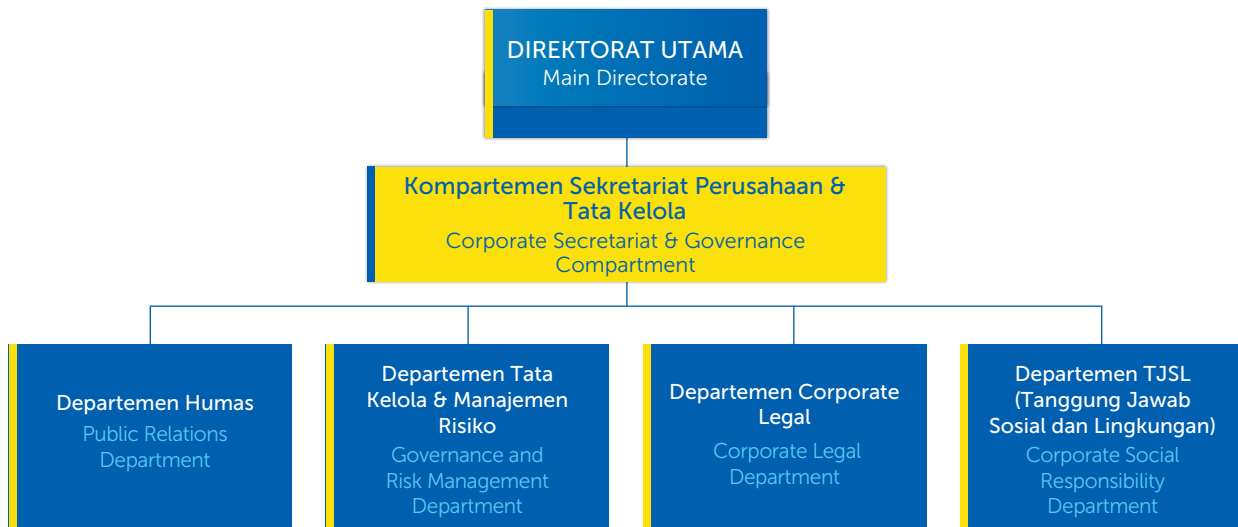 DIREKTORAT UTAMA
Main Directorate
Kompartemen Sekretariat Perusahaan &
Tata Kelola
Corporate Secretariat & Governance
Compartment
Departemen Humas
Public Relations
Department
Departemen Tata
Kelola & Manajemen
Risiko
Governance and
Risk Management
Department
Departemen Corporate
Legal
Corporate Legal
Department
Departemen TJSL
(Tanggung Jawab
Sosial dan Lingkungan)
Corporate Social
Responsibility
Department